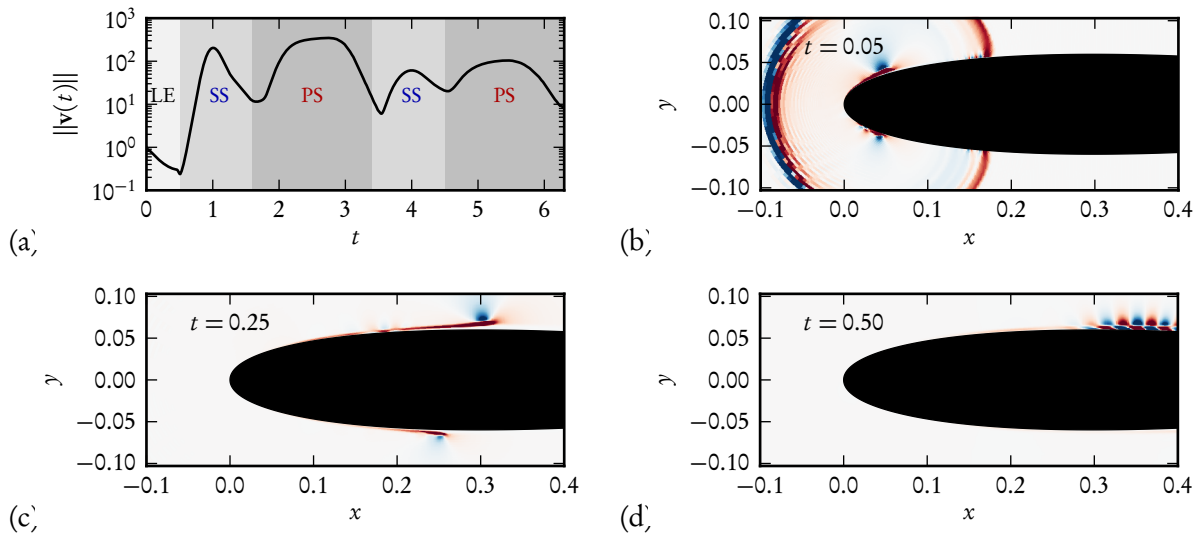 10³
10²
10¹
10⁰
10⁻¹
||v(t)||
LE SS PS SS PS
0 1 2 3 4 5 6
t
(a)
0.10
0.05
0.00
−0.05
−0.10
y
t = 0.05
−0.1 0.0 0.1 0.2 0.3 0.4
x
(b)
0.10
0.05
0.00
−0.05
−0.10
y
t = 0.25
−0.1 0.0 0.1 0.2 0.3 0.4
x
(c)
0.10
0.05
0.00
−0.05
−0.10
y
t = 0.50
−0.1 0.0 0.1 0.2 0.3 0.4
x
(d)